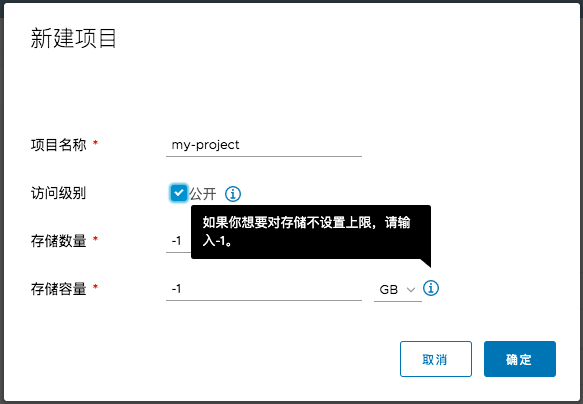 新建项目
项目名称 *
my-project
访问级别
公开
如果你想要对存储不设置上限，请输
入-1。
存储数量 *
-1
存储容量 *
-1
GB
取消
确定